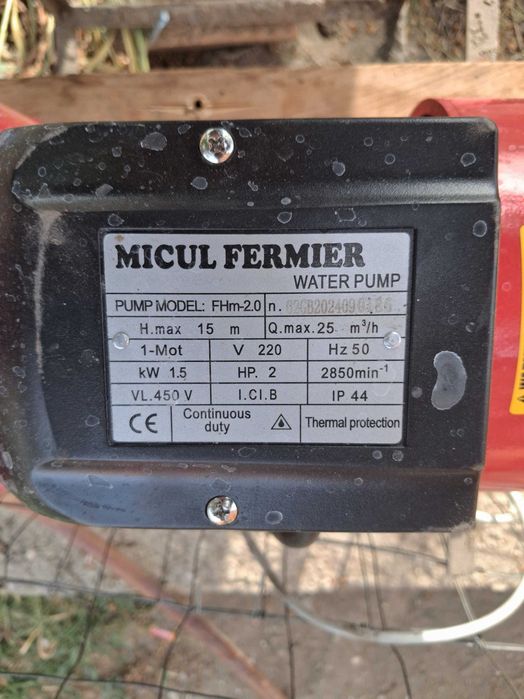 MICUL FERMIER
WATER PUMP
PUMP MODEL: FHm-2.0 n.
H.max 15 m Q.max.25 m³/h
1-Mot V 220 Hz 50
kW 1.5 HP. 2 2850min⁻¹
VL.450 V I.Cl.B IP 44
CE Continuous duty Thermal protection